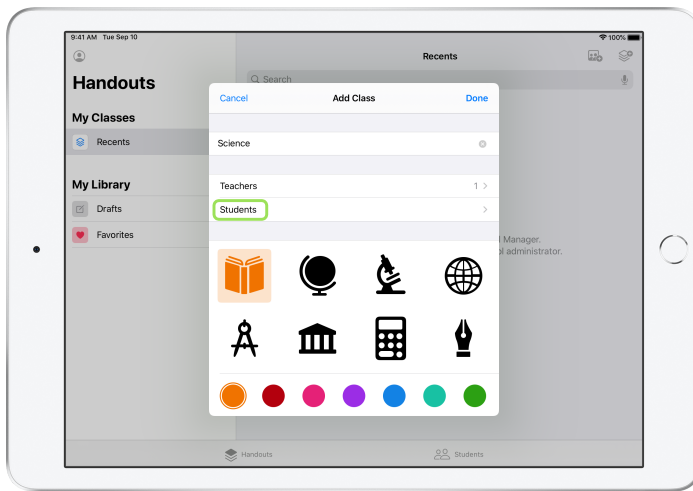 9:41 AM Tue Sep 10
100%
Recents
Handouts
Search
My Classes
Recents
My Library
Drafts
Favorites
Cancel
Add Class
Done
Science
Teachers
1
Students
Manager.
administrator.
Handouts
Students